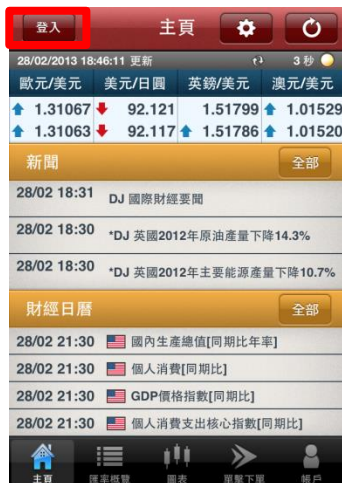 登入
主頁
28/02/2013 18:46:11 更新 3 秒
歐元/美元 美元/日圓 英鎊/美元 澳元/美元
1.31067 92.121 1.51799 1.01529
1.31063 92.117 1.51786 1.01520
新聞 全部
28/02 18:31 DJ 國際財經要聞
28/02 18:30 *DJ 英國2012年原油產量下降14.3%
28/02 18:30 *DJ 英國2012年主要能源產量下降10.7%
財經日曆 全部
28/02 21:30 國內生產總值[同期比年率]
28/02 21:30 個人消費[同期比]
28/02 21:30 GDP價格指數[同期比]
28/02 21:30 個人消費支出核心指數[同期比]
主頁 匯率概覽 圖表 單擊下單 帳戶